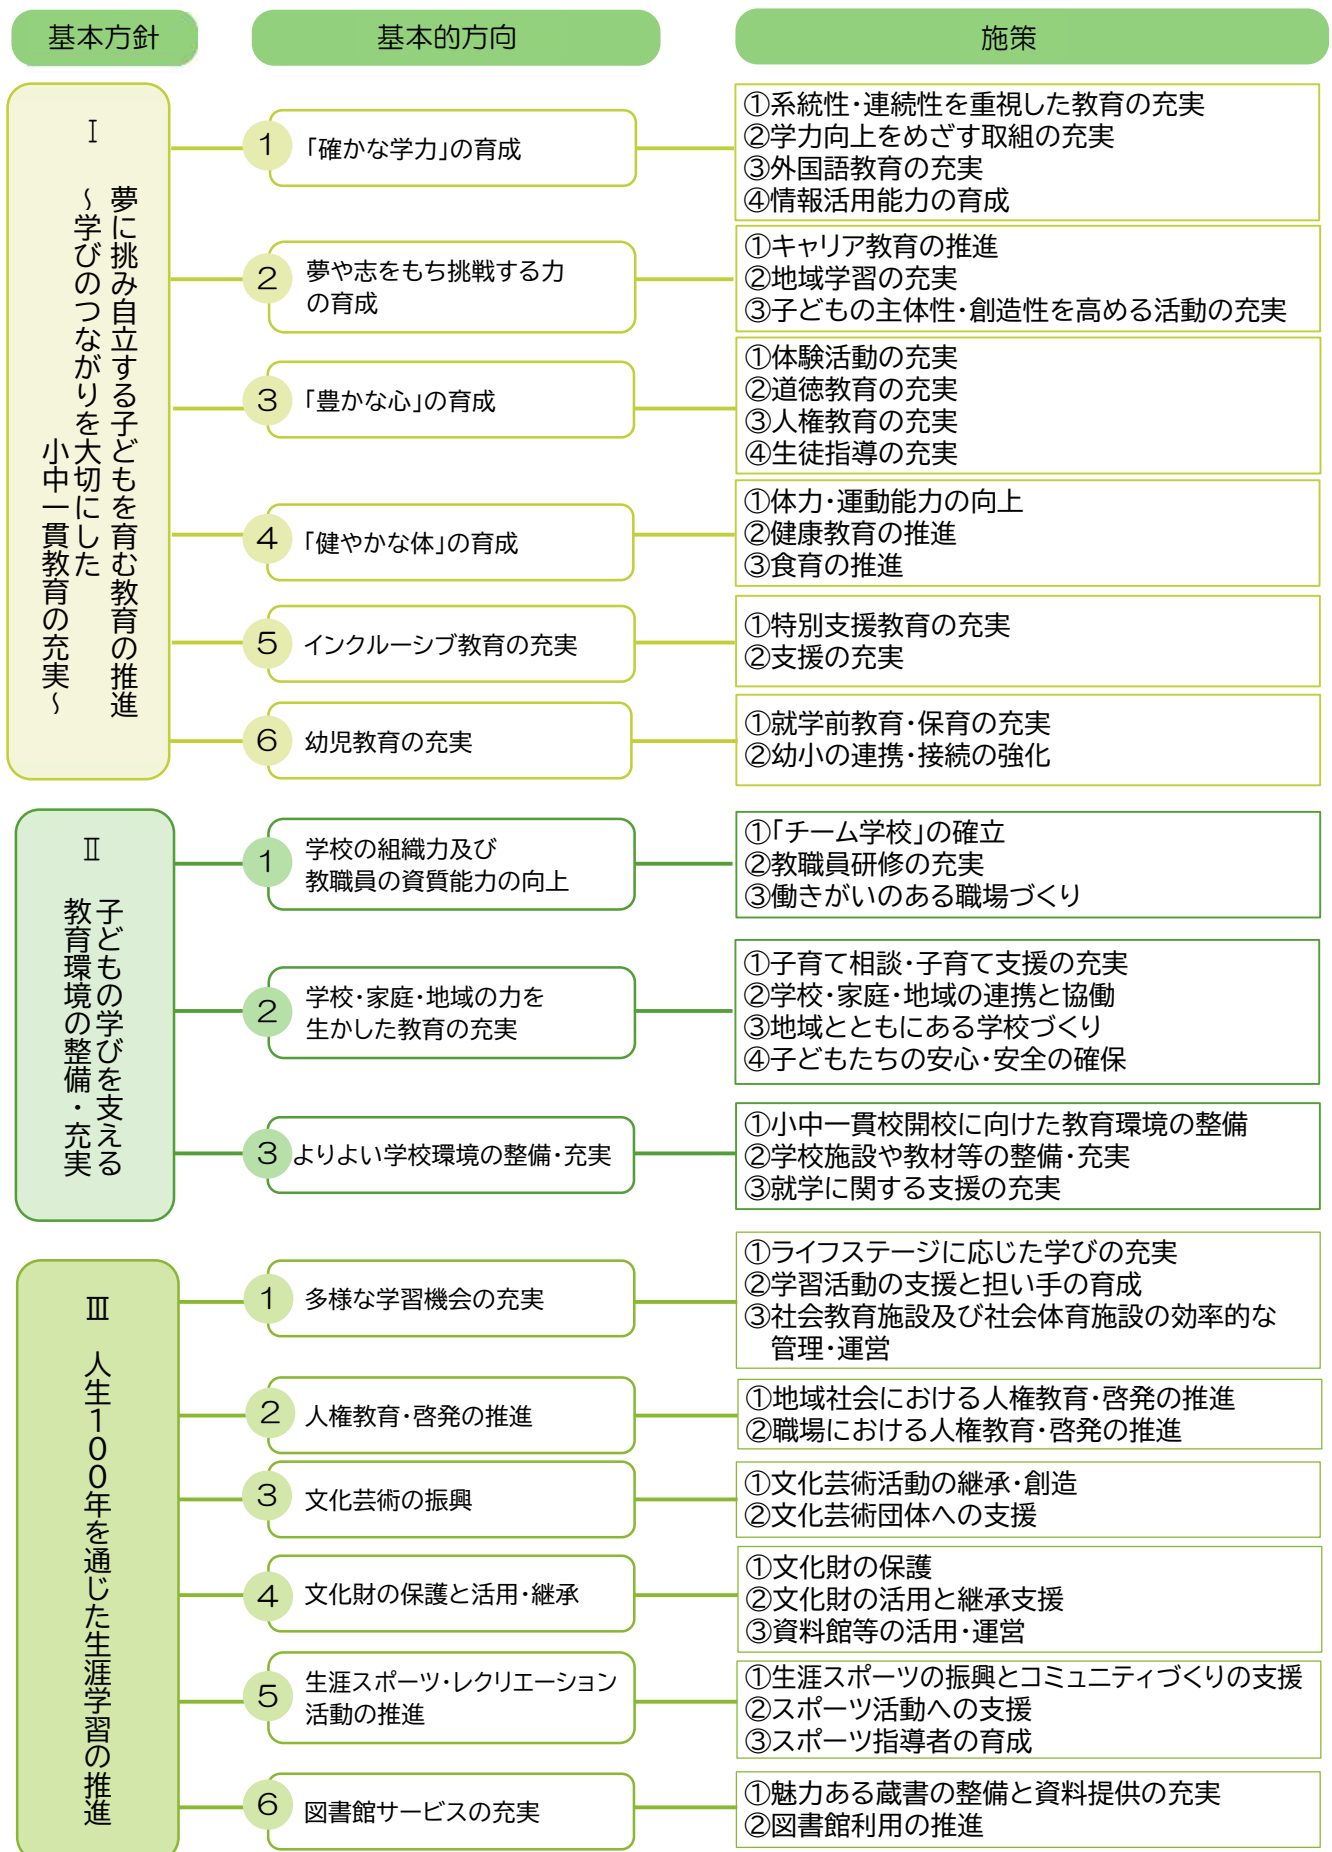 基本方針
基本的方向
施策
Ⅰ
夢に挑み自立する子どもを育む教育の推進
～学びのつながりを大切にした
小中一貫教育の充実～
1
「確かな学力」の育成
①系統性・連続性を重視した教育の充実
②学力向上をめざす取組の充実
③外国語教育の充実
④情報活用能力の育成
2
夢や志をもち挑戦する力
の育成
①キャリア教育の推進
②地域学習の充実
③子どもの主体性・創造性を高める活動の充実
3
「豊かな心」の育成
①体験活動の充実
②道徳教育の充実
③人権教育の充実
④生徒指導の充実
4
「健やかな体」の育成
①体力・運動能力の向上
②健康教育の推進
③食育の推進
5
インクルーシブ教育の充実
①特別支援教育の充実
②支援の充実
6
幼児教育の充実
①就学前教育・保育の充実
②幼小の連携・接続の強化
Ⅱ
子どもの学びを支える
教育環境の整備・充実
1
学校の組織力及び
教職員の資質能力の向上
①「チーム学校」の確立
②教職員研修の充実
③働きがいのある職場づくり
2
学校・家庭・地域の力を
生かした教育の充実
①子育て相談・子育て支援の充実
②学校・家庭・地域の連携と協働
③地域とともにある学校づくり
④子どもたちの安心・安全の確保
3
よりよい学校環境の整備・充実
①小中一貫校開校に向けた教育環境の整備
②学校施設や教材等の整備・充実
③就学に関する支援の充実
Ⅲ
人生100年を通じた生涯学習の推進
1
多様な学習機会の充実
①ライフステージに応じた学びの充実
②学習活動の支援と担い手の育成
③社会教育施設及び社会体育施設の効率的な
管理・運営
2
人権教育・啓発の推進
①地域社会における人権教育・啓発の推進
②職場における人権教育・啓発の推進
3
文化芸術の振興
①文化芸術活動の継承・創造
②文化芸術団体への支援
4
文化財の保護と活用・継承
①文化財の保護
②文化財の活用と継承支援
③資料館等の活用・運営
5
生涯スポーツ・レクリエーション
活動の推進
①生涯スポーツの振興とコミュニティづくりの支援
②スポーツ活動への支援
③スポーツ指導者の育成
6
図書館サービスの充実
①魅力ある蔵書の整備と資料提供の充実
②図書館利用の推進